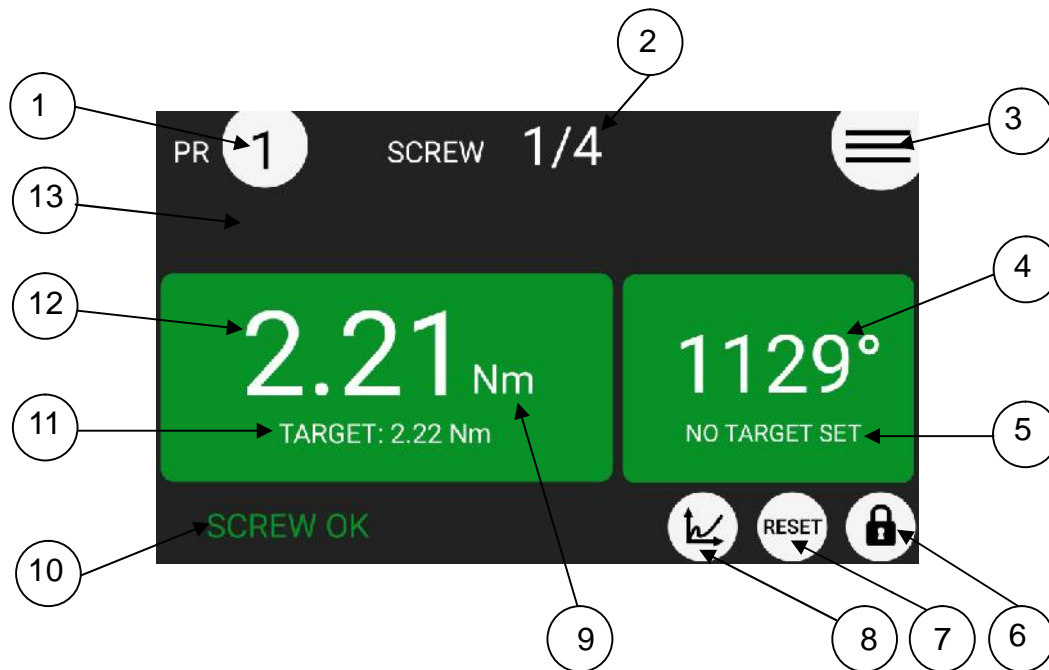 2
1
3
PR 1 SCREW 1/4
13
4
12
2.21 Nm
1129°
11
TARGET: 2.22 Nm
NO TARGET SET
5
SCREW OK
RESET
10
9
8
7
6